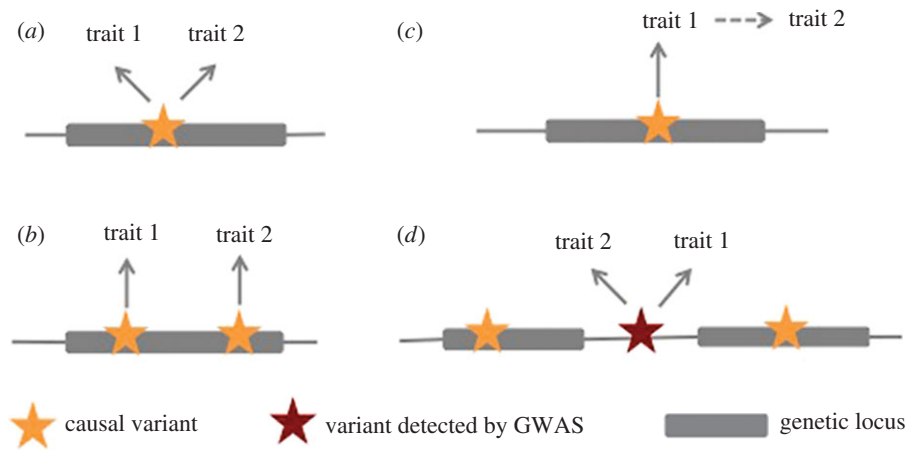 (a)
trait 1 trait 2
(c)
trait 1 trait 2
(b)
trait 1 trait 2
(d)
trait 2 trait 1
causal variant
variant detected by GWAS
genetic locus